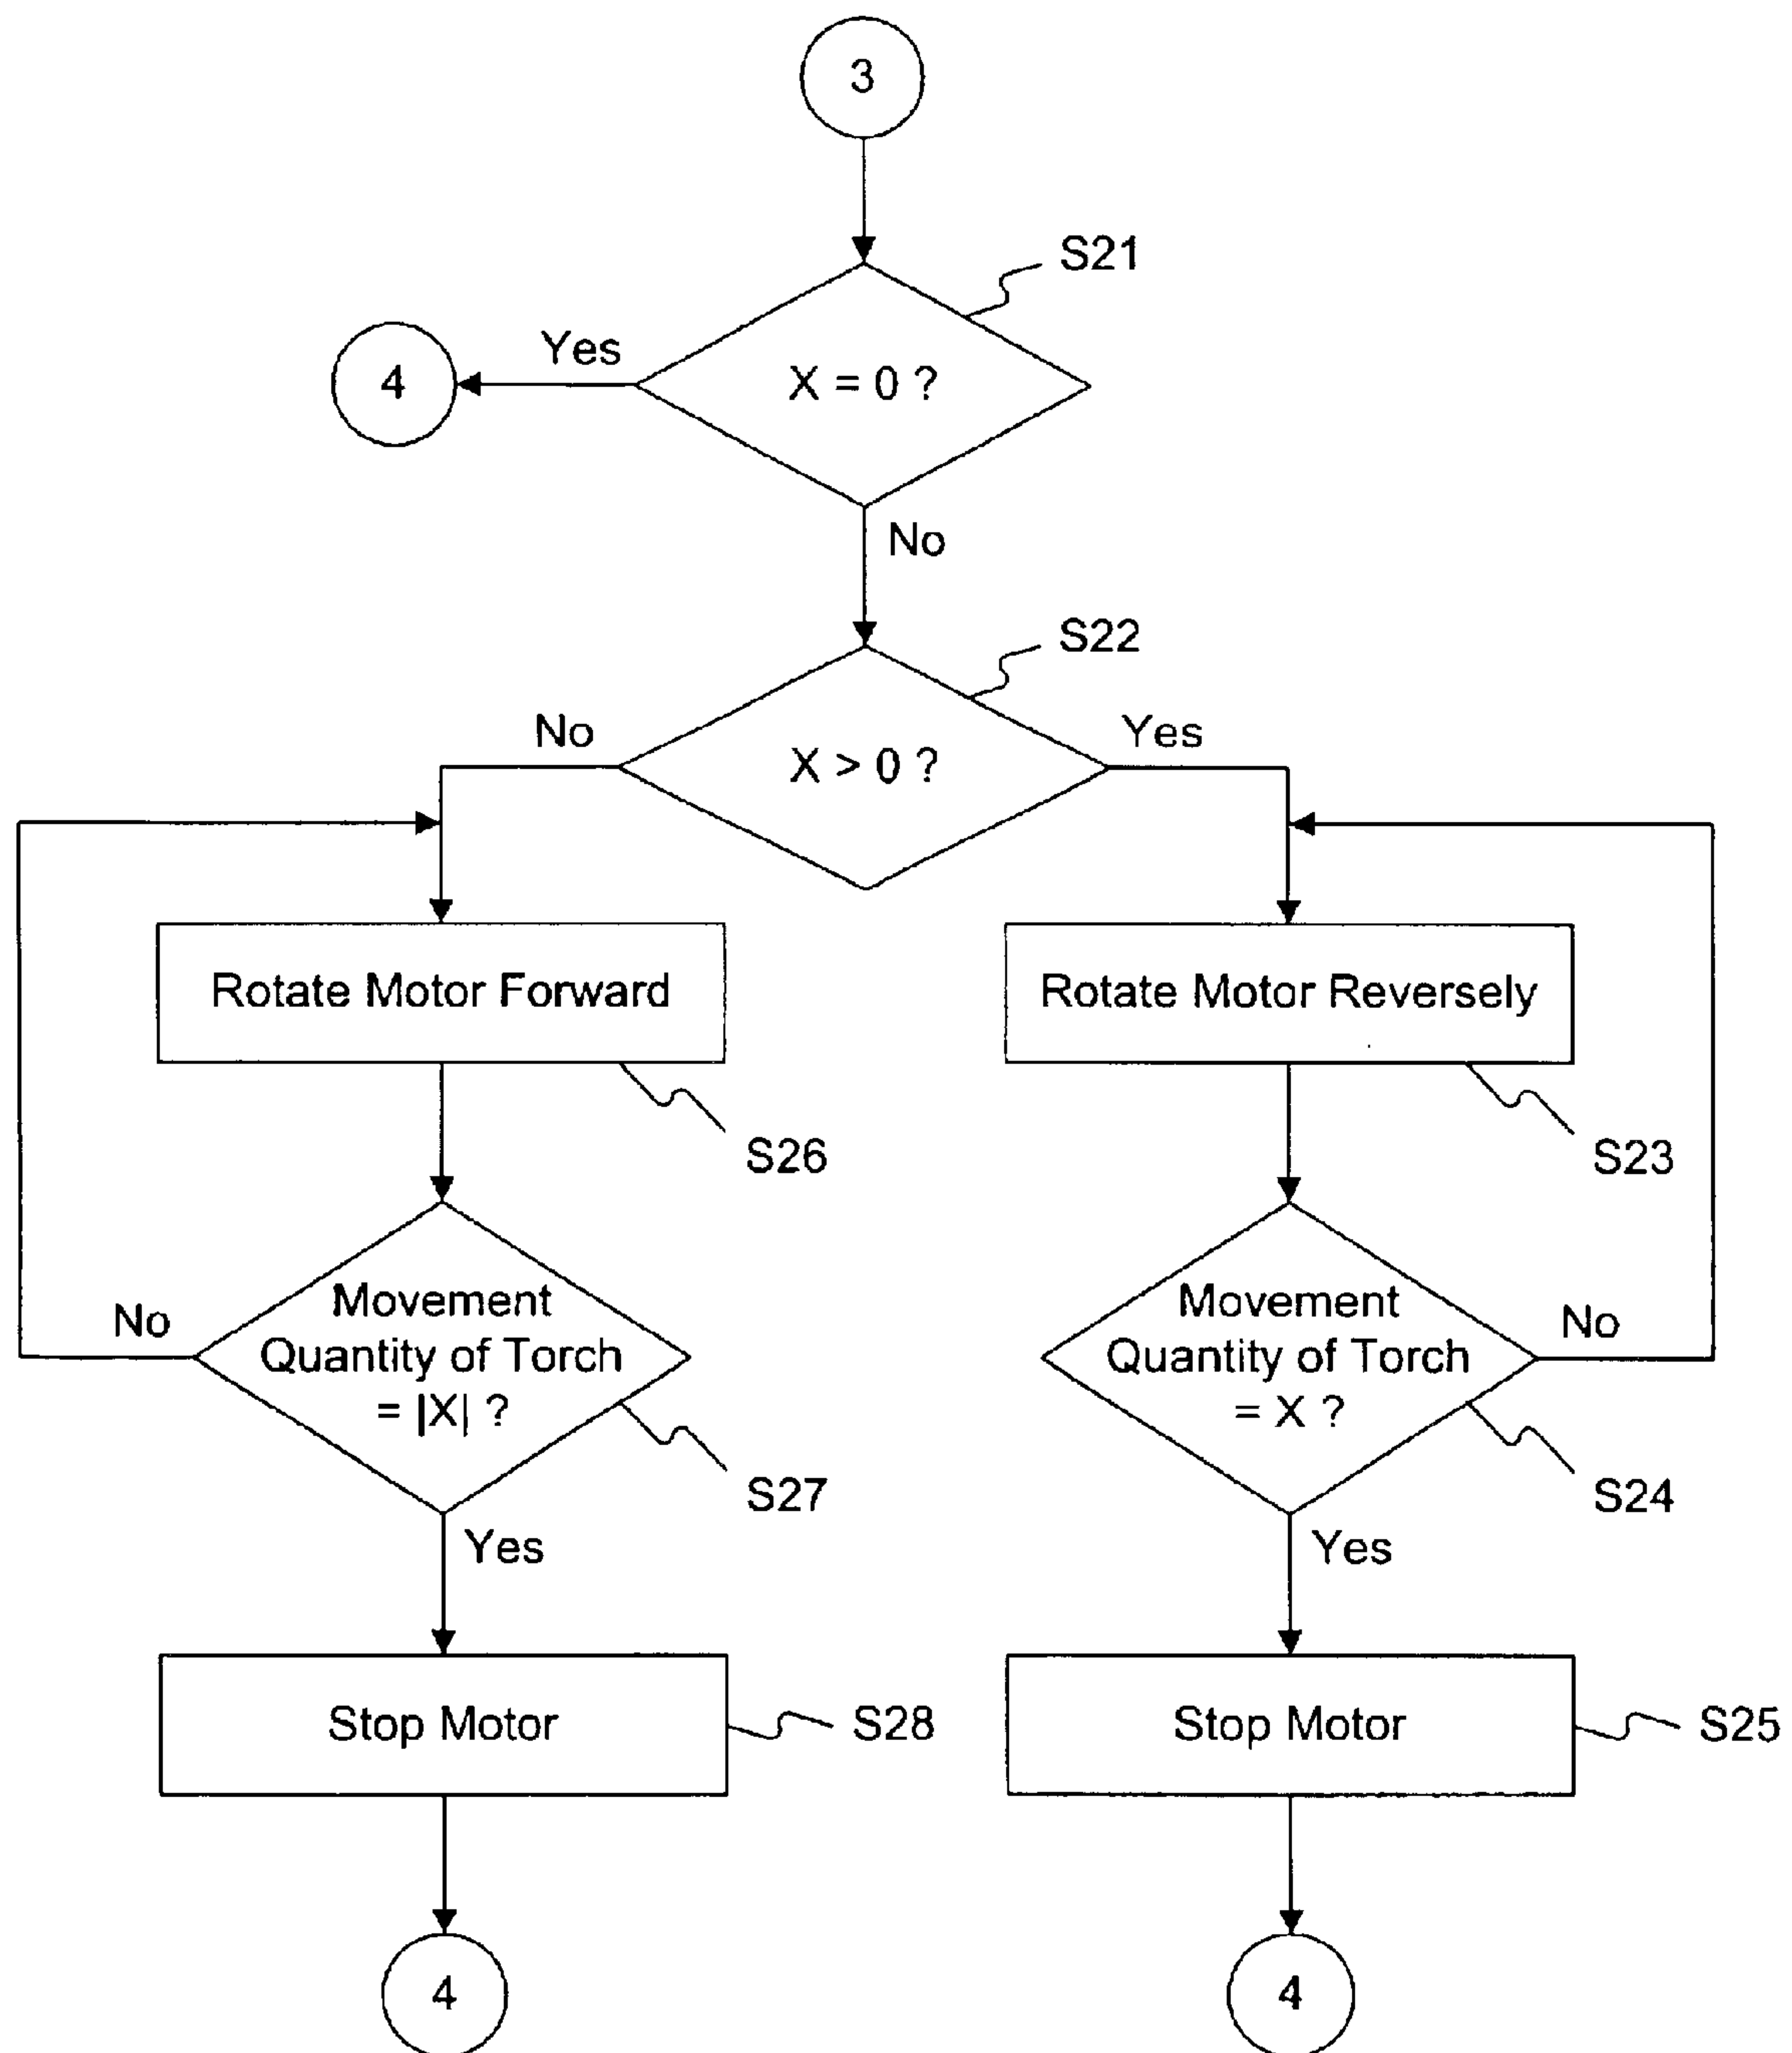 3
S21
Yes
4
X = 0 ?
No
S22
No
Yes
X > 0 ?
Rotate Motor Forward
Rotate Motor Reversely
S26
S23
Movement
Quantity of Torch
= |X| ?
No
Movement
Quantity of Torch
= X ?
No
S27
S24
Yes
Yes
Stop Motor
S28
Stop Motor
S25
4
4